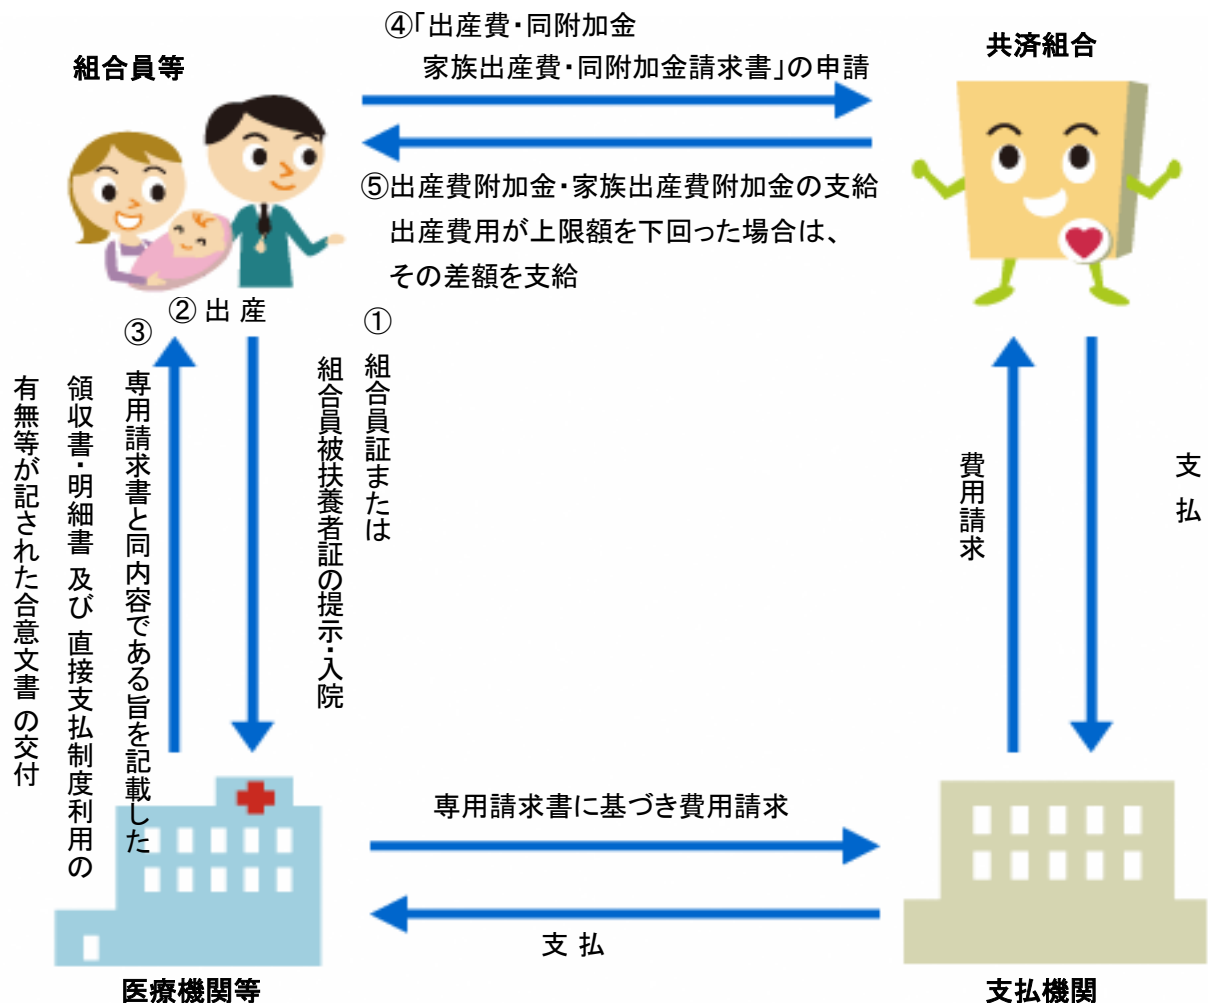 ④「出産費・同附加金
家族出産費・同附加金請求書」の申請
組合員等
共済組合
⑤出産費附加金・家族出産費附加金の支給
出産費用が上限額を下回った場合は、
その差額を支給
②出 産
①
組合員証または
組合員被扶養者証の提示・入院
③
専用請求書と同内容である旨を記載した
領収書・明細書 及び 直接支払制度利用の
有無等が記された合意文書 の交付
費用請求
支 払
専用請求書に基づき費用請求
支 払
医療機関等
支払機関